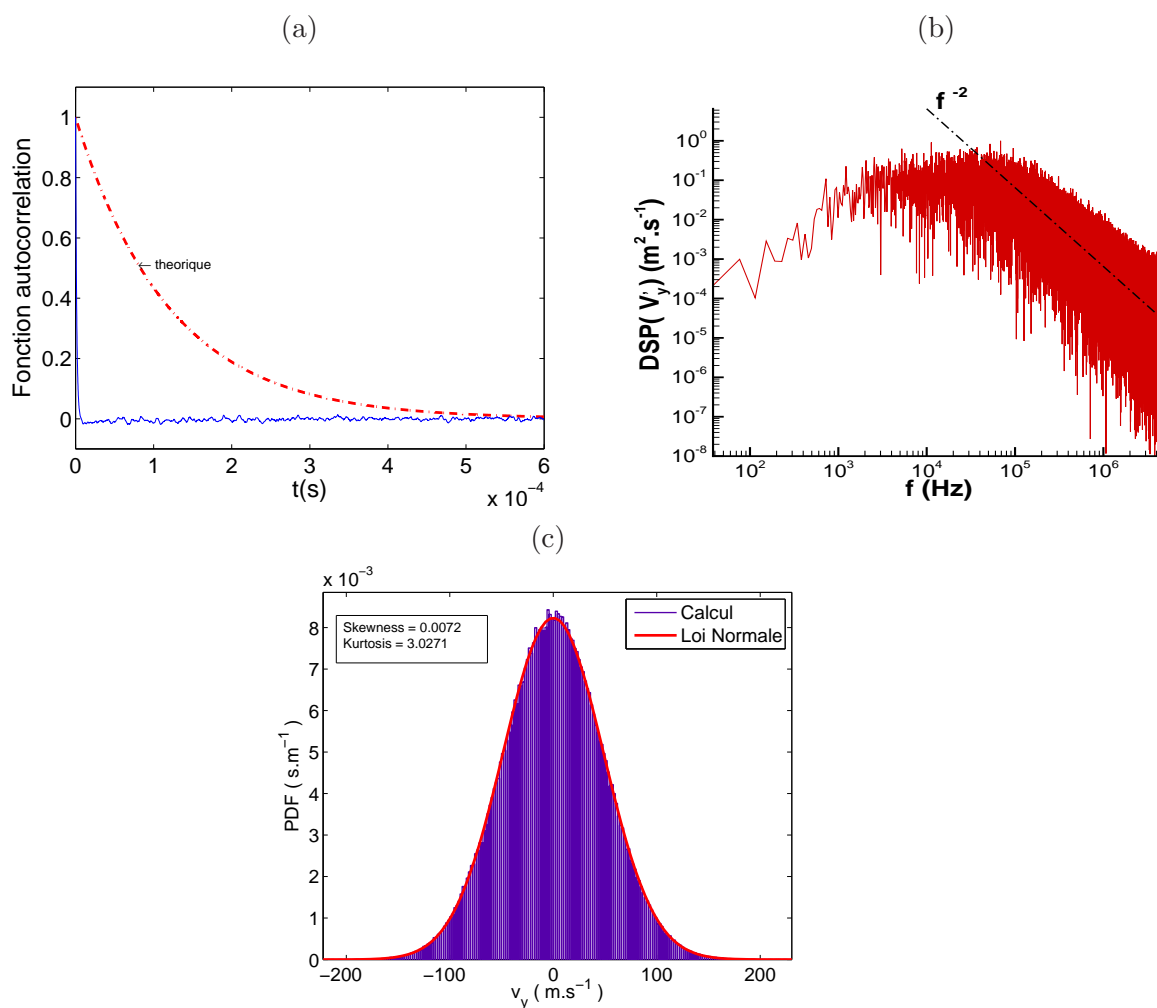 (a)
(b)
Fonction autocorrelation
1
0.8
0.6
0.4
0.2
0
← theorique
0 1 2 3 4 5 6
t(s)
x 10⁻⁴
f ⁻²
DSP( V'y) (m².s⁻¹)
10⁰
10⁻¹
10⁻²
10⁻³
10⁻⁴
10⁻⁵
10⁻⁶
10⁻⁷
10⁻⁸
10² 10³ 10⁴ 10⁵ 10⁶
f (Hz)
(c)
x 10⁻³
Skewness = 0.0072
Kurtosis = 3.0271
Calcul
Loi Normale
PDF ( s.m⁻¹)
8
7
6
5
4
3
2
1
0
−200 −100 0 100 200
vy ( m.s⁻¹)